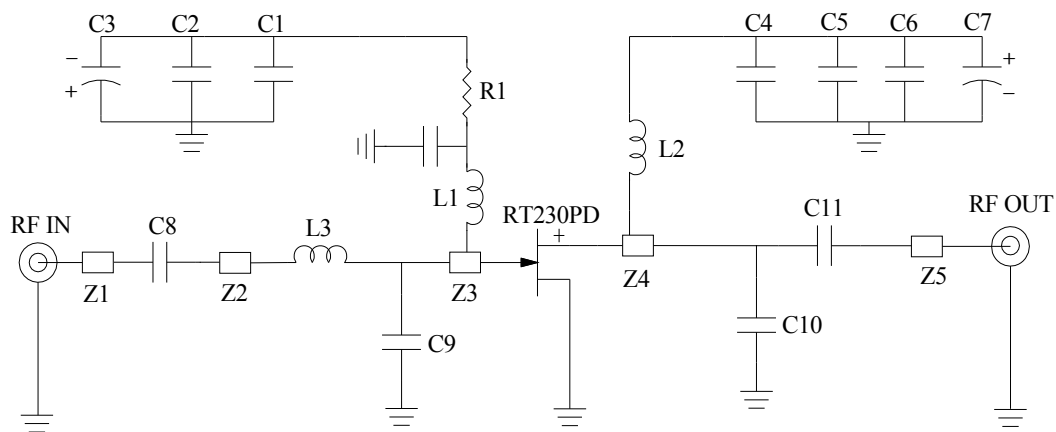 C3 C2 C1 C4 C5 C6 C7
− +
+ −
R1
L2
L1
RT230PD
+
RF IN C8 L3 C11 RF OUT
Z1 Z2 Z3 Z4 Z5
C9 C10